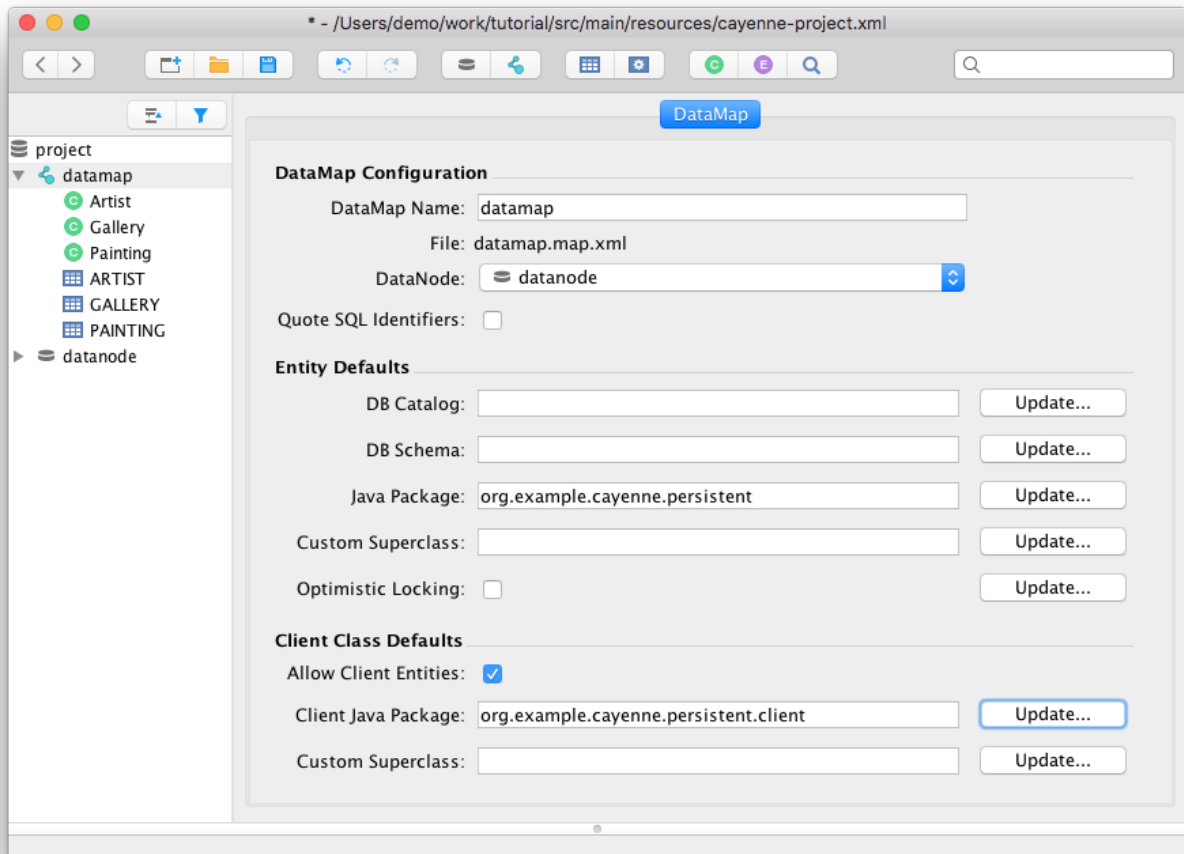 * - /Users/demo/work/tutorial/src/main/resources/cayenne-project.xml
C
E
DataMap
project
datamap
C Artist
C Gallery
C Painting
ARTIST
GALLERY
PAINTING
datanode
DataMap Configuration
DataMap Name: datamap
File: datamap.map.xml
DataNode: datanode
Quote SQL Identifiers:
Entity Defaults
DB Catalog: Update...
DB Schema: Update...
Java Package: org.example.cayenne.persistent Update...
Custom Superclass: Update...
Optimistic Locking: Update...
Client Class Defaults
Allow Client Entities:
Client Java Package: org.example.cayenne.persistent.client Update...
Custom Superclass: Update...